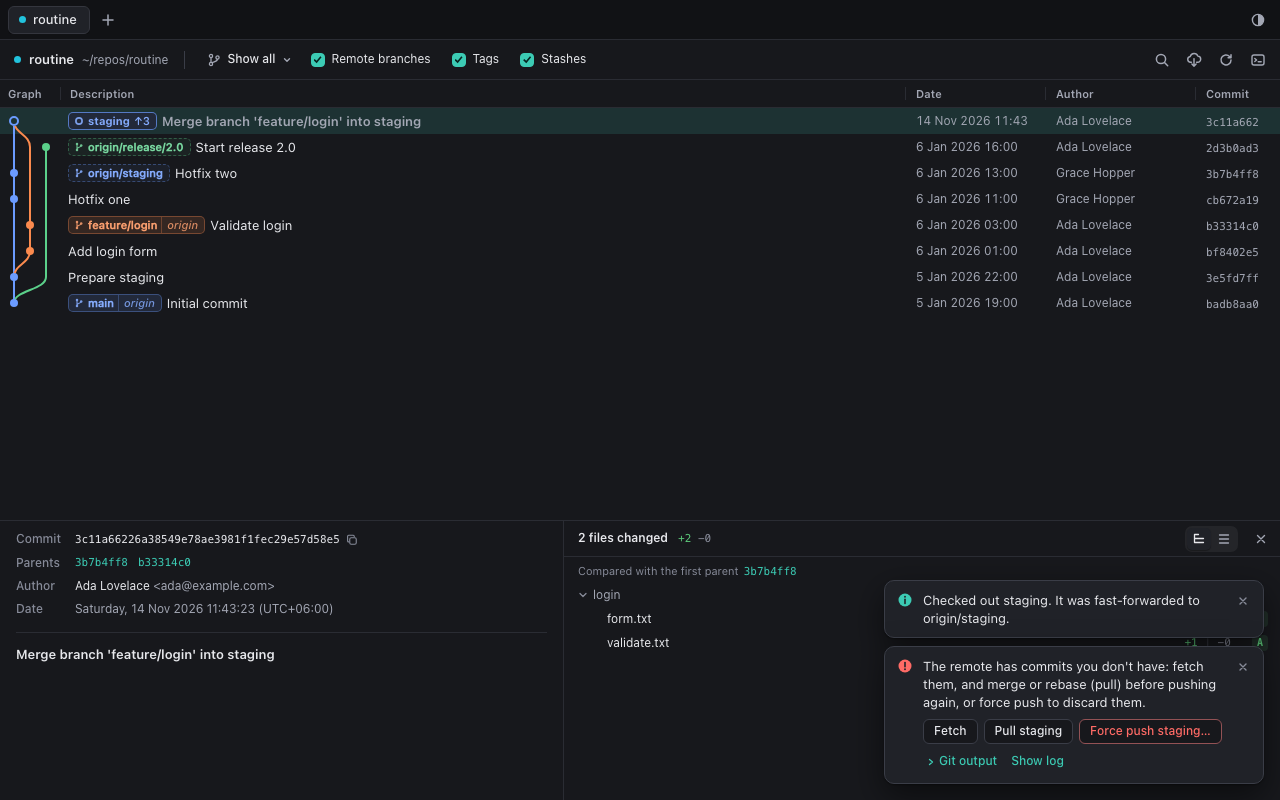 routine
routine ~/repos/routine Show all Remote branches Tags Stashes
Graph Description Date Author Commit
staging ↑3 Merge branch 'feature/login' into staging 14 Nov 2026 11:43 Ada Lovelace 3c11a662
origin/release/2.0 Start release 2.0 6 Jan 2026 16:00 Ada Lovelace 2d3b0ad3
origin/staging Hotfix two 6 Jan 2026 13:00 Grace Hopper 3b7b4ff8
Hotfix one 6 Jan 2026 11:00 Grace Hopper cb672a19
feature/login origin Validate login 6 Jan 2026 03:00 Ada Lovelace b33314c0
Add login form 6 Jan 2026 01:00 Ada Lovelace bf8402e5
Prepare staging 5 Jan 2026 22:00 Ada Lovelace 3e5fd7ff
main origin Initial commit 5 Jan 2026 19:00 Ada Lovelace badb8aa0
Commit 3c11a66226a38549e78ae3981f1fec29e57d58e5
Parents 3b7b4ff8 b33314c0
Author Ada Lovelace <ada@example.com>
Date Saturday, 14 Nov 2026 11:43:23 (UTC+06:00)
Merge branch 'feature/login' into staging
2 files changed +2 −0
Compared with the first parent 3b7b4ff8
login
form.txt
validate.txt +1 −0 A
Checked out staging. It was fast-forwarded to
origin/staging.
The remote has commits you don't have: fetch
them, and merge or rebase (pull) before pushing
again, or force push to discard them.
Fetch Pull staging Force push staging...
Git output Show log